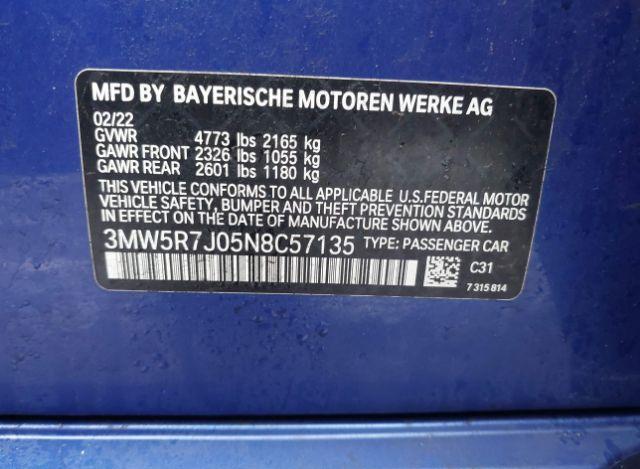 MFD BY BAYERISCHE MOTOREN WERKE AG
02/22
GVWR 4773 lbs 2165 kg
GAWR FRONT 2326 lbs 1055 kg
GAWR REAR 2601 lbs 1180 kg
THIS VEHICLE CONFORMS TO ALL APPLICABLE U.S.FEDERAL MOTOR
VEHICLE SAFETY, BUMPER AND THEFT PREVENTION STANDARDS
IN EFFECT ON THE DATE OF MANUFACTURE SHOWN ABOVE.
3MW5R7J05N8C57135 TYPE: PASSENGER CAR
C31
7 315 814